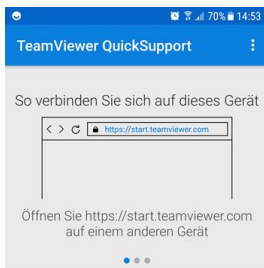 70% 14:53
TeamViewer QuickSupport
So verbinden Sie sich auf dieses Gerät
https://start.teamviewer.com
Öffnen Sie https://start.teamviewer.com
auf einem anderen Gerät